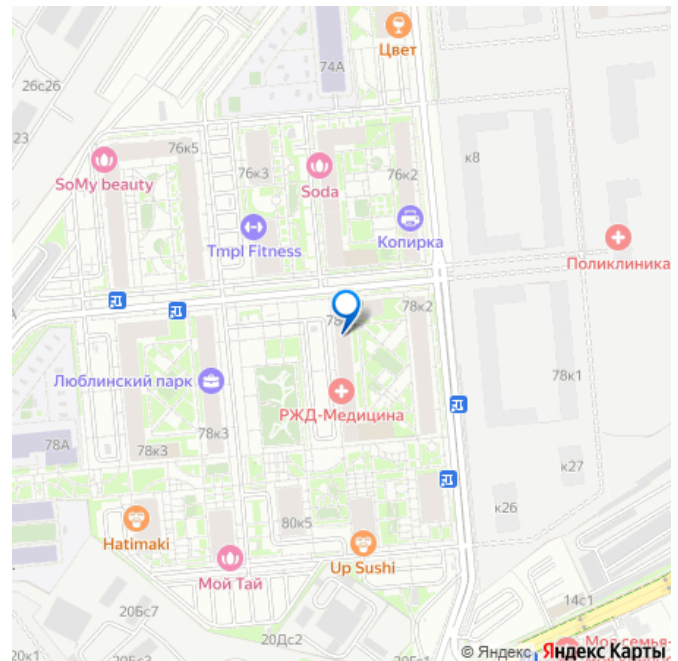 Цвет
74А
26с26
23
76к5
SoMy beauty
76к3
Soda
76к2
к8
Tmpl Fitness
Копирка
Поликлиника
78к2
Люблинский парк
РЖД-Медицина
78к1
78А
78к3
78к3
к27
к26
80к5
Hatimaki
Up Sushi
Мой Тай
20Бс7
14с1
20Дс2
20к1
© Яндекс Яндекс Карты